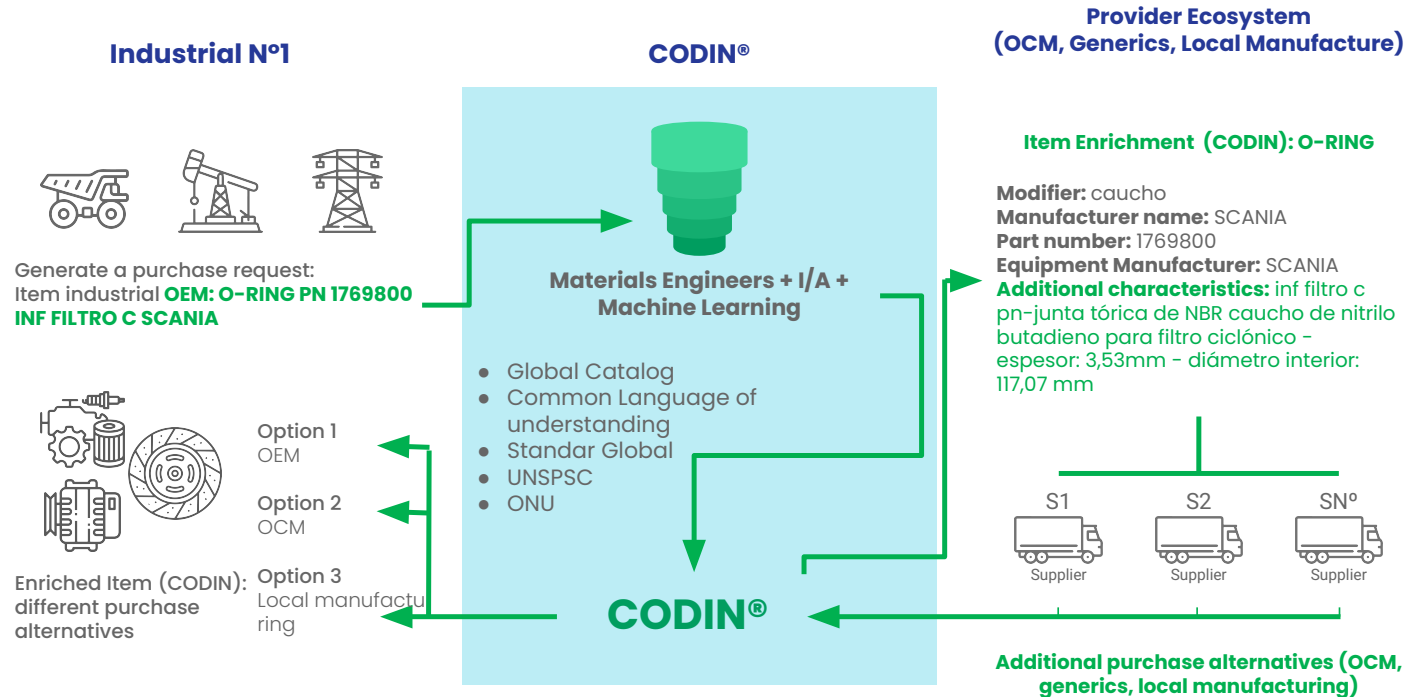 Industrial Nº1
Generate a purchase request:
Item industrial OEM: O-RING PN 1769800
INF FILTRO C SCANIA
Option 1
OEM
Option 2
OCM
Option 3
Local manufactu
ring
Enriched Item (CODIN):
different purchase
alternatives
CODIN®
Materials Engineers + I/A +
Machine Learning
● Global Catalog
● Common Language of
understanding
● Standar Global
● UNSPSC
● ONU
CODIN®
Provider Ecosystem
(OCM, Generics, Local Manufacture)
Item Enrichment (CODIN): O-RING
Modifier: caucho
Manufacturer name: SCANIA
Part number: 1769800
Equipment Manufacturer: SCANIA
Additional characteristics: inf filtro c
pn-junta tórica de NBR caucho de nitrilo
butadieno para filtro ciclónico -
espesor: 3,53mm - diámetro interior:
117,07 mm
S1
S2
SNº
Supplier
Supplier
Supplier
Additional purchase alternatives (OCM,
generics, local manufacturing)